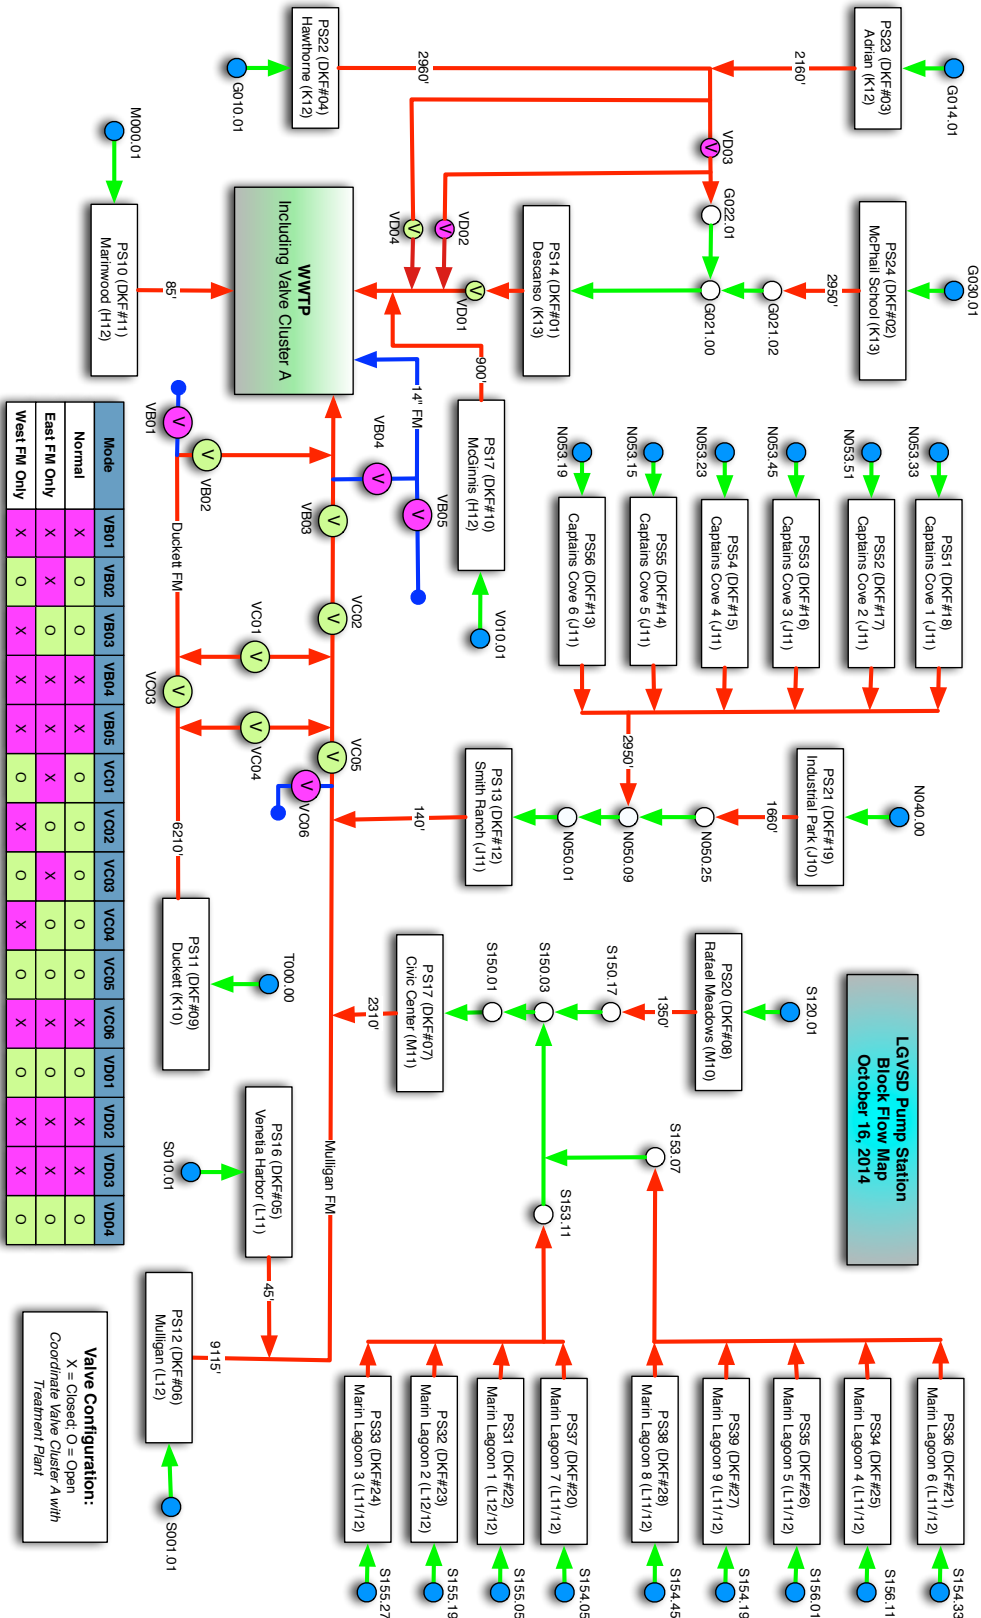 LGVSD Pump Station
Block Flow Map
October 16, 2014
G014.01
PS23 (DKF#03)
Adrian (K12)
2160'
PS22 (DKF#04)
Hawthorne (K12)
G010.01
2960'
VD03
G022.01
G030.01
PS24 (DKF#02)
McPhail School (K13)
2950'
G021.02
G021.00
PS14 (DKF#01)
Descanso (K13)
V
VD01
V
VD02
V
VD04
V
M000.01
PS10 (DKF#11)
Marinwood (H12)
85'
WWTP
Including Valve Cluster A
900'
PS17 (DKF#10)
McGinnis (H12)
V010.01
14" FM
VB04
V
VB05
V
VB01
V
VB02
V
VB03
V
VC02
V
VC01
V
VC03
V
VC04
V
VC05
V
VC06
V
Duckett FM
6210'
PS11 (DKF#09)
Duckett (K10)
T000.00
N053.33
PS51 (DKF#18)
Captains Cove 1 (J11)
N053.51
PS52 (DKF#17)
Captains Cove 2 (J11)
N053.45
PS53 (DKF#16)
Captains Cove 3 (J11)
N053.23
PS54 (DKF#15)
Captains Cove 4 (J11)
N053.15
PS55 (DKF#14)
Captains Cove 5 (J11)
N053.19
PS56 (DKF#13)
Captains Cove 6 (J11)
2950'
N040.00
PS21 (DKF#19)
Industrial Park (J10)
1660'
N050.25
N050.09
N050.01
PS13 (DKF#12)
Smith Ranch (J11)
140'
S120.01
PS20 (DKF#08)
Rafael Meadows (M10)
1350'
S150.17
S150.03
S150.01
PS17 (DKF#07)
Civic Center (M11)
2310'
S153.07
S153.11
Mulligan FM
PS16 (DKF#05)
Venetia Harbor (L11)
S010.01
45'
9115'
PS12 (DKF#06)
Mulligan (L12)
S001.01
PS36 (DKF#21)
Marin Lagoon 6 (L11/12)
S154.33
PS34 (DKF#25)
Marin Lagoon 4 (L11/12)
S156.11
PS35 (DKF#26)
Marin Lagoon 5 (L11/12)
S156.01
PS39 (DKF#27)
Marin Lagoon 9 (L11/12)
S154.19
PS38 (DKF#28)
Marin Lagoon 8 (L11/12)
S154.45
PS37 (DKF#20)
Marin Lagoon 7 (L11/12)
S154.05
PS31 (DKF#22)
Marin Lagoon 1 (L12/12)
S155.05
PS32 (DKF#23)
Marin Lagoon 2 (L12/12)
S155.19
PS33 (DKF#24)
Marin Lagoon 3 (L11/12)
S155.27
Mode VB01 VB02 VB03 VB04 VB05 VC01 VC02 VC03 VC04 VC05 VC06 VD01 VD02 VD03 VD04
Normal X O O X X O O O O O X O X X O
East FM Only X X O X X X O X O O X O X X O
West FM Only X O X X X O X O X O X O X X O
Valve Configuration:
X = Closed; O = Open
Coordinate Valve Cluster A with
Treatment Plant